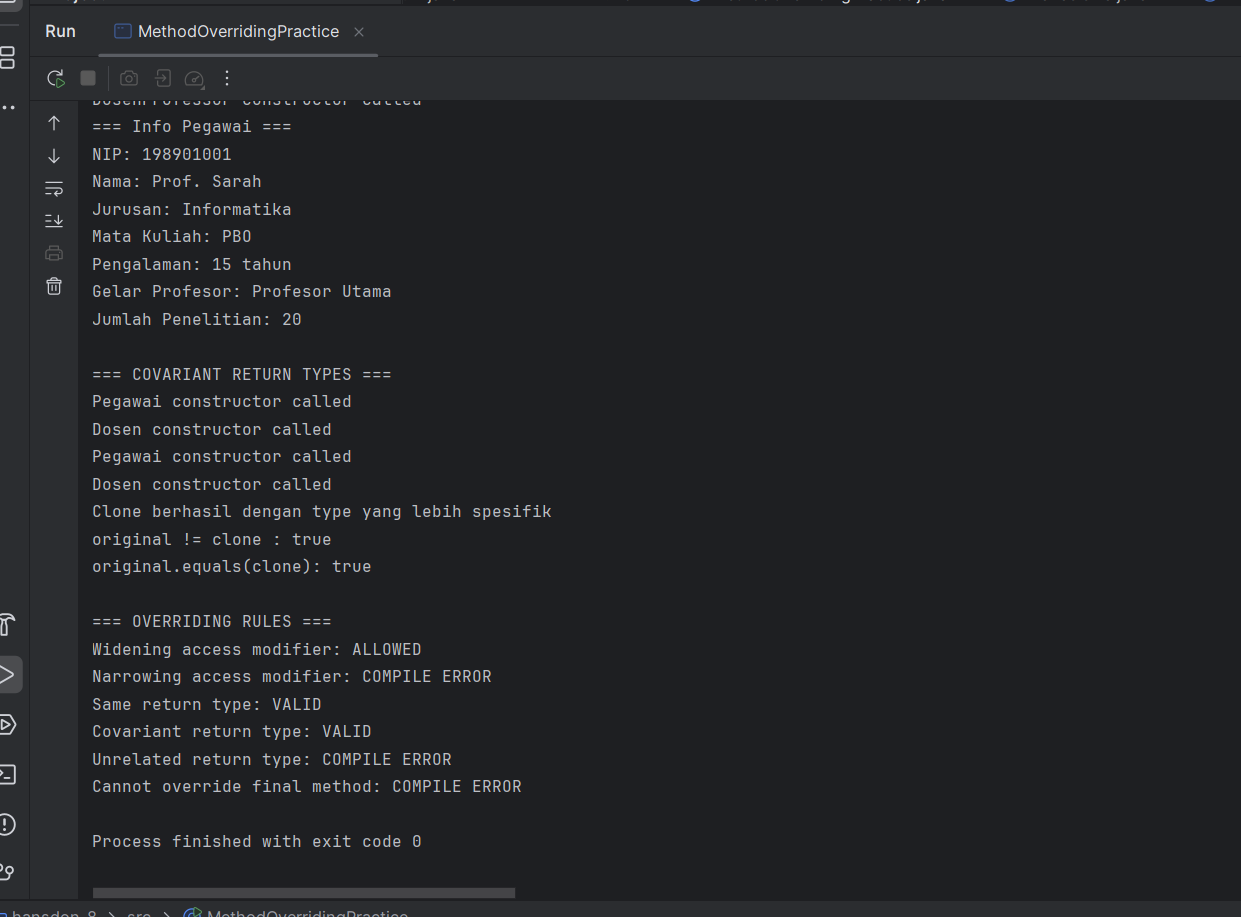 Run
MethodOverridingPractice
DosenProfessor constructor called
=== Info Pegawai ===
NIP: 198901001
Nama: Prof. Sarah
Jurusan: Informatika
Mata Kuliah: PBO
Pengalaman: 15 tahun
Gelar Profesor: Profesor Utama
Jumlah Penelitian: 20
=== COVARIANT RETURN TYPES ===
Pegawai constructor called
Dosen constructor called
Pegawai constructor called
Dosen constructor called
Clone berhasil dengan type yang lebih spesifik
original != clone : true
original.equals(clone): true
=== OVERRIDING RULES ===
Widening access modifier: ALLOWED
Narrowing access modifier: COMPILE ERROR
Same return type: VALID
Covariant return type: VALID
Unrelated return type: COMPILE ERROR
Cannot override final method: COMPILE ERROR
Process finished with exit code 0
src > MethodOverridingPractice